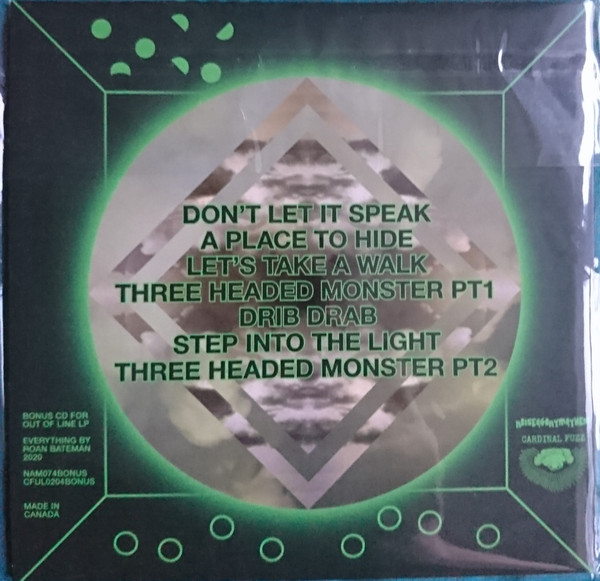 DON'T LET IT SPEAK
A PLACE TO HIDE
LET'S TAKE A WALK
THREE HEADED MONSTER PT1
DRIB DRAB
STEP INTO THE LIGHT
THREE HEADED MONSTER PT2
BONUS CD FOR
OUT OF LINE LP
EVERYTHING BY
ROAN BATEMAN
2020
NAM074BONUS
CFUL0204BONUS
MADE IN
CANADA
CARDINAL FUZZ